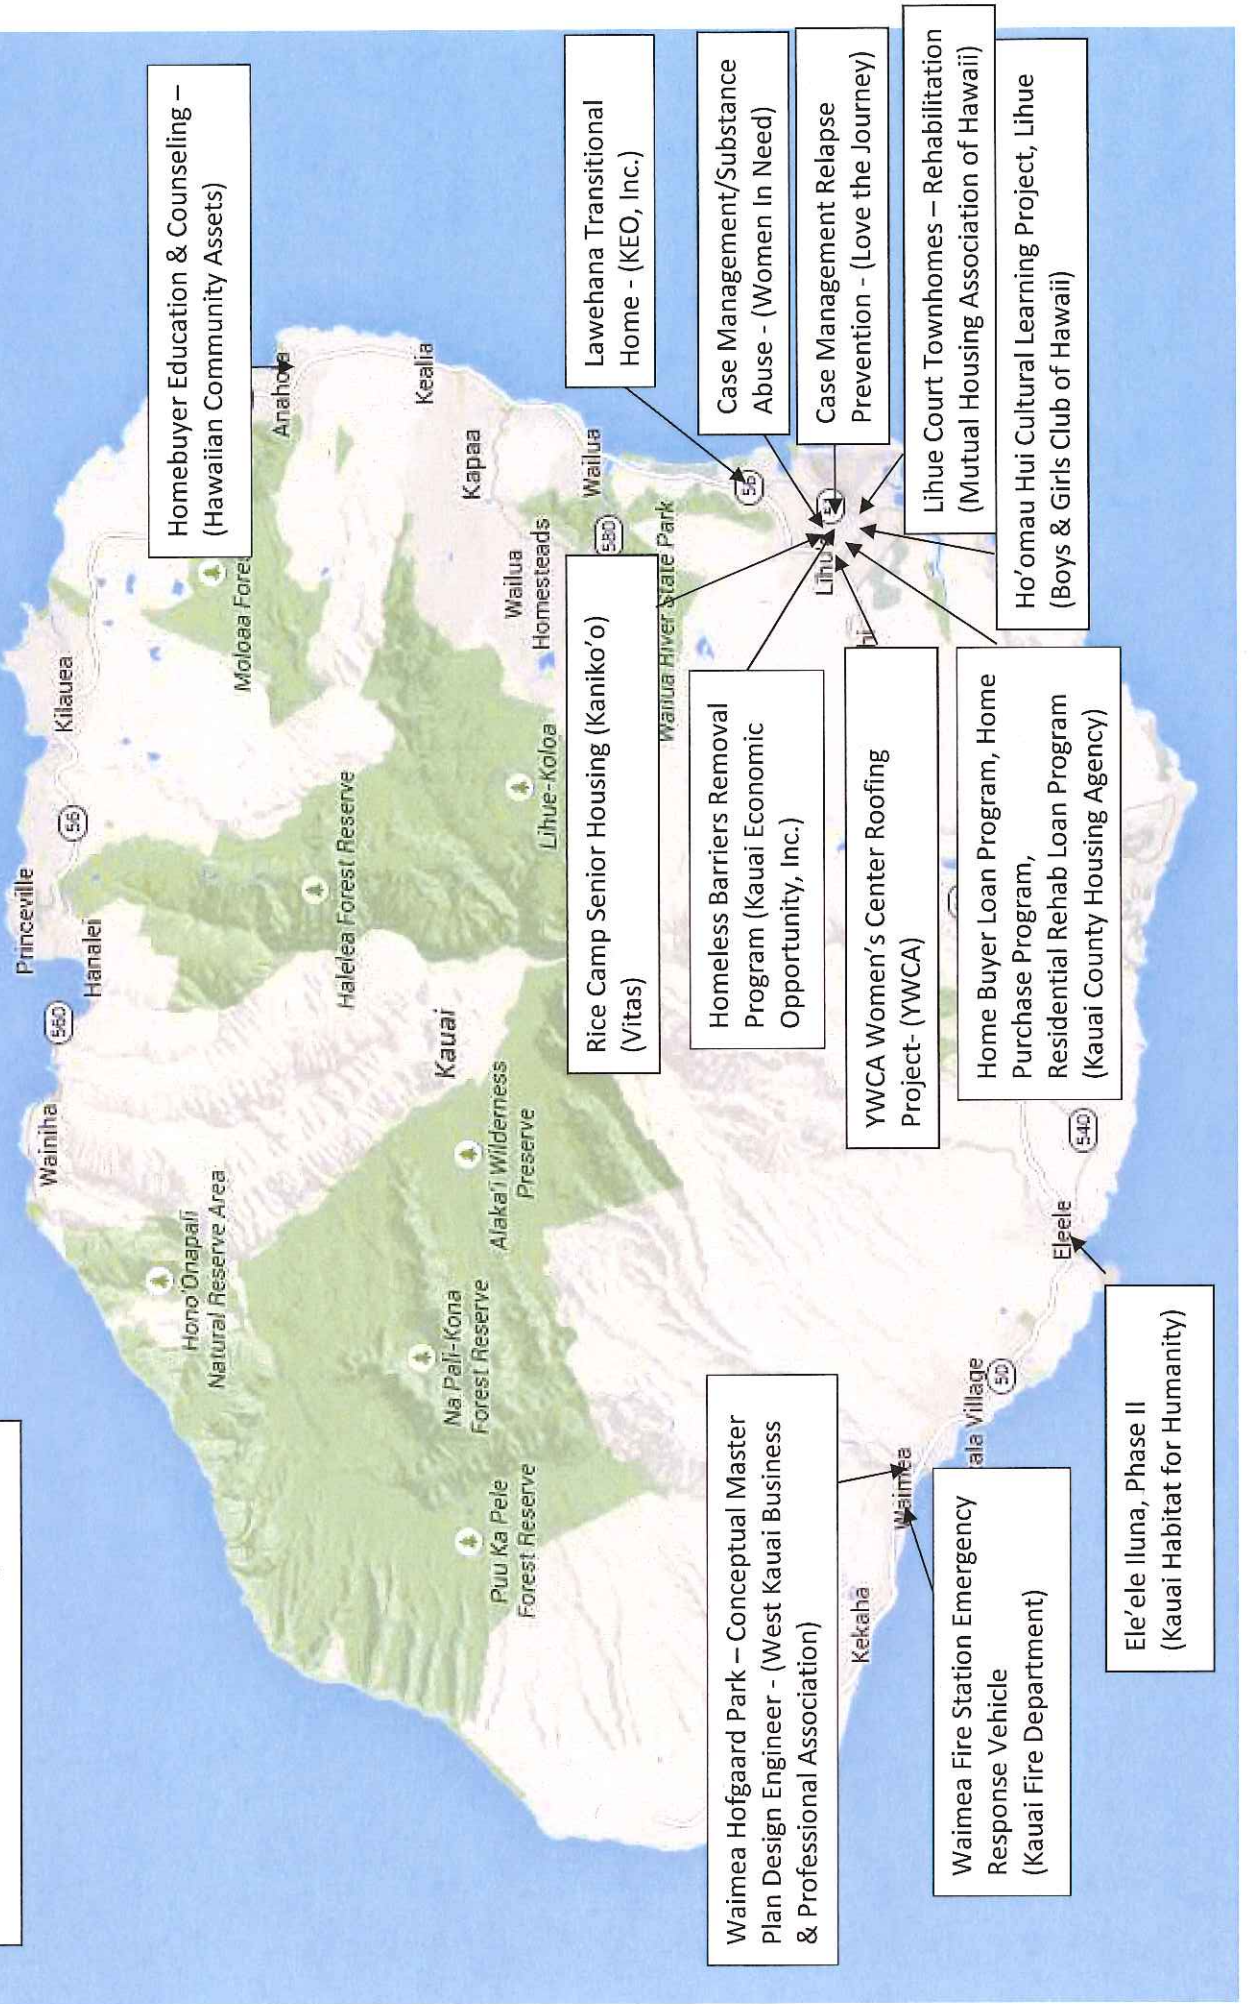 Princeville
Hanalei
Kilauea
56
560
Wainiha
Hono'Onapali
Natural Reserve Area
Homebuyer Education & Counseling –
(Hawaiian Community Assets)
Kealia
Kapaa
Wailua
Wailua
Homesteads
580
Halelea Forest Reserve
Kauai
Alaka'i Wilderness
Preserve
Na Pali-Kona
Forest Reserve
Puu Ka Pele
Forest Reserve
Lihue-Koloa
Wailua River State Park
Lawehana Transitional
Home - (KEO, Inc.)
56
Case Management/Substance
Abuse - (Women In Need)
Case Management Relapse
Prevention - (Love the Journey)
Lihue Court Townhomes – Rehabilitation
(Mutual Housing Association of Hawaii)
Ho'omau Hui Cultural Learning Project, Lihue
(Boys & Girls Club of Hawaii)
Rice Camp Senior Housing (Kaniko'o)
(Vitas)
Homeless Barriers Removal
Program (Kauai Economic
Opportunity, Inc.)
YWCA Women's Center Roofing
Project- (YWCA)
Home Buyer Loan Program, Home
Purchase Program,
Residential Rehab Loan Program
(Kauai County Housing Agency)
540
Eleele
50
ala Village
Waimea
Kekaha
Waimea Hofgaard Park – Conceptual Master
Plan Design Engineer - (West Kauai Business
& Professional Association)
Waimea Fire Station Emergency
Response Vehicle
(Kauai Fire Department)
Ele'ele Iluna, Phase II
(Kauai Habitat for Humanity)